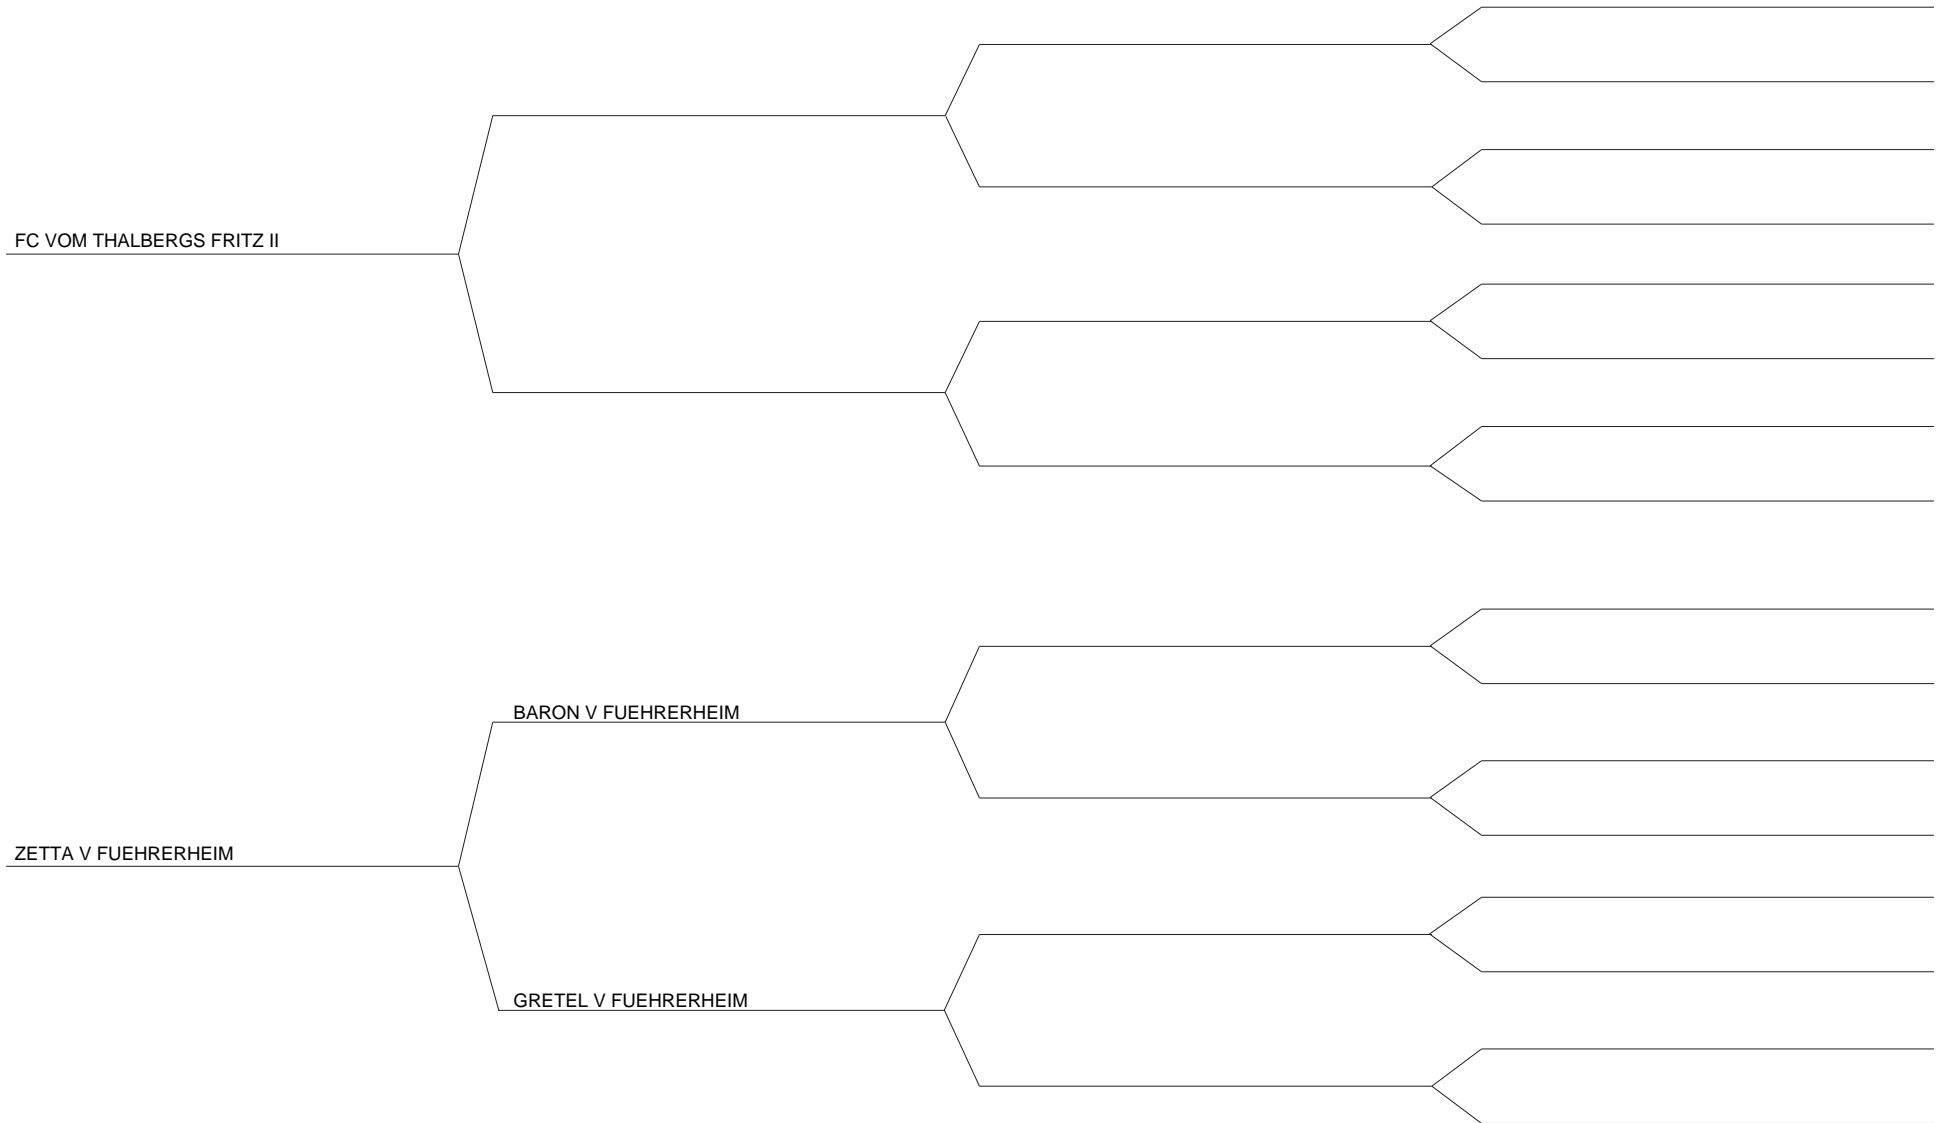 FC VOM THALBERGS FRITZ II
BARON V FUEHRERHEIM
ZETTA V FUEHRERHEIM
GRETEL V FUEHRERHEIM